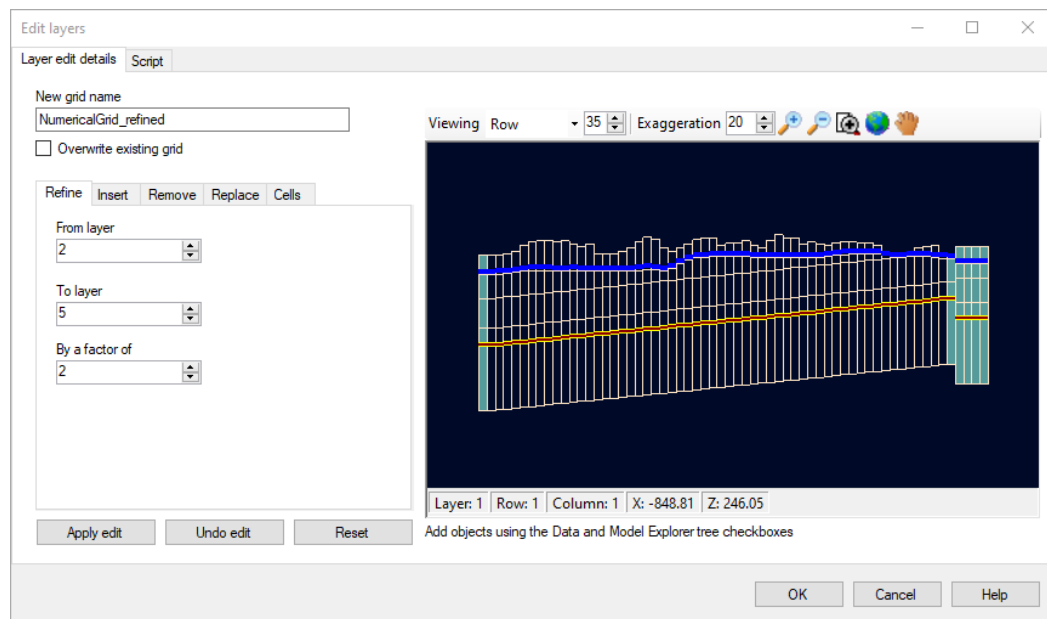 Edit layers
Layer edit details Script
New grid name
NumericalGrid_refined
Overwrite existing grid
Viewing Row 35 Exaggeration 20
Refine Insert Remove Replace Cells
From layer
2
To layer
5
By a factor of
2
Layer: 1 Row: 1 Column: 1 X: -848.81 Z: 246.05
Apply edit Undo edit Reset
Add objects using the Data and Model Explorer tree checkboxes
OK Cancel Help